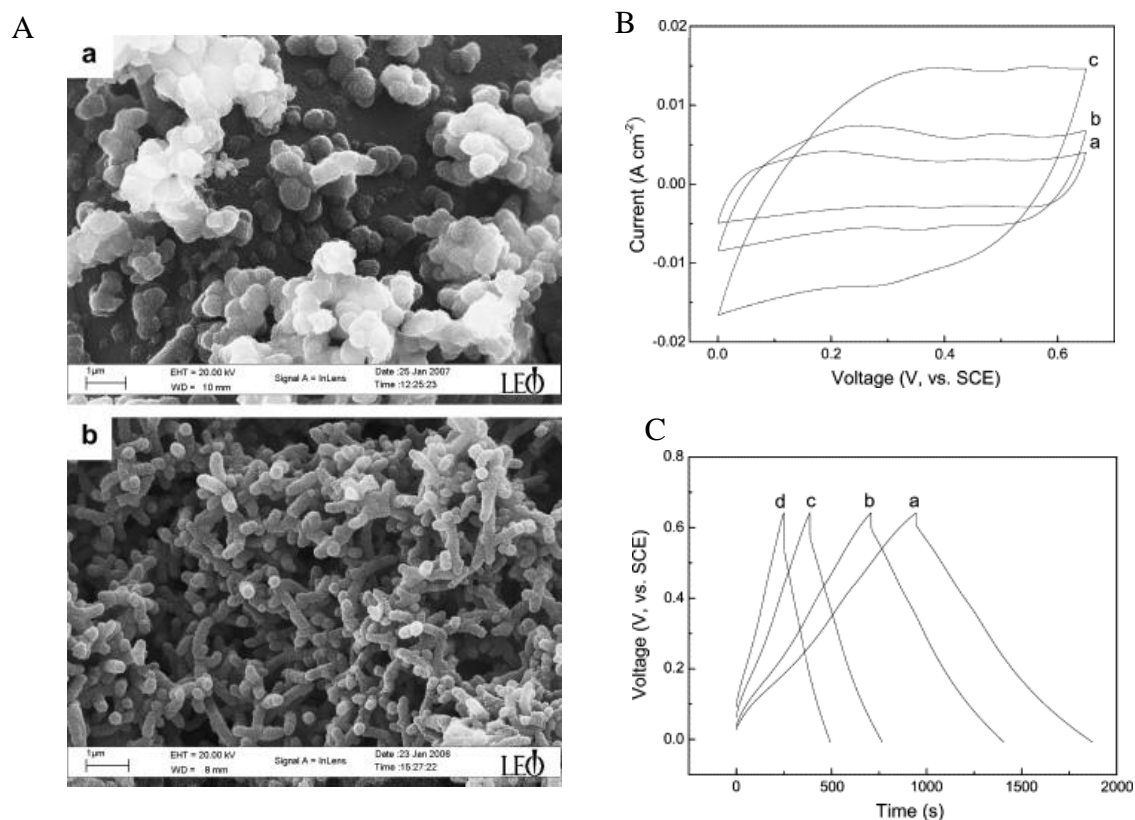 A
a
1μm
EHT = 20.00 kV
WD = 10 mm
Signal A = InLens
Date :25 Jan 2007
Time :12:25:23
LEO
b
1μm
EHT = 20.00 kV
WD = 8 mm
Signal A = InLens
Date :23 Jan 2006
Time :15:27:22
LEO
B
0.02
0.01
0.00
-0.01
-0.02
Current (A cm⁻²)
c
b
a
0.0 0.2 0.4 0.6
Voltage (V, vs. SCE)
C
0.8
0.6
0.4
0.2
0.0
Voltage (V, vs. SCE)
d c b a
0 500 1000 1500 2000
Time (s)